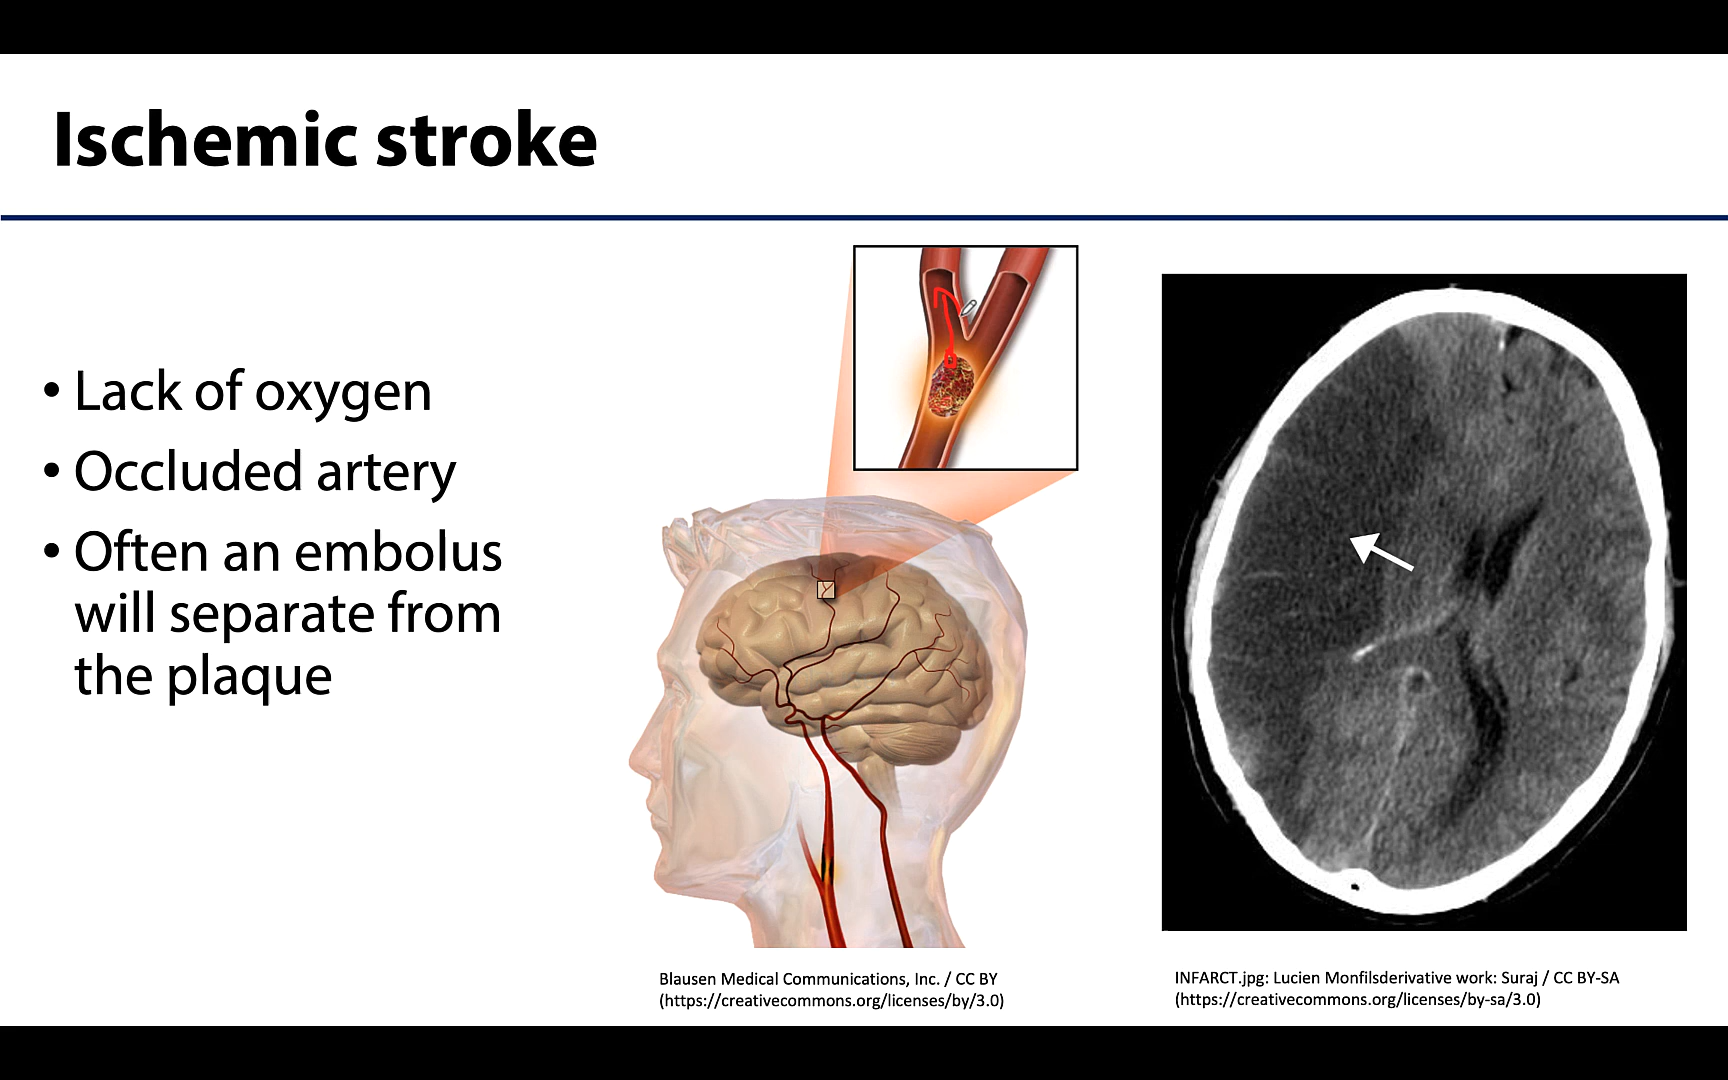 Ischemic stroke
• Lack of oxygen
• Occluded artery
• Often an embolus
will separate from
the plaque
Blausen Medical Communications, Inc. / CC BY
(https://creativecommons.org/licenses/by/3.0)
INFARCT.jpg: Lucien Monfilsderivative work: Suraj / CC BY-SA
(https://creativecommons.org/licenses/by-sa/3.0)